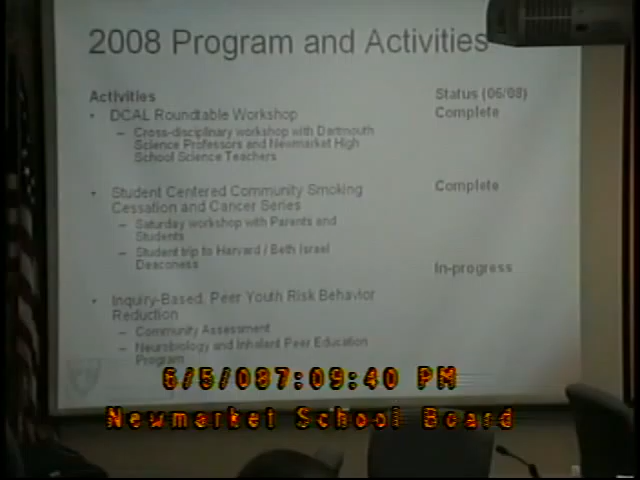 2008 Program and Activities
Activities
Status (06/08)
• DCAL Roundtable Workshop
Complete
– Cross-disciplinary workshop with Dartmouth
Science Professors and Newmarket High
School Science Teachers
• Student Centered Community Smoking
Cessation and Cancer Series
Complete
– Saturday workshop with Parents and
Students
– Student trip to Harvard / Beth Israel
Deaconess
In-progress
• Inquiry-Based, Peer Youth Risk Behavior
Reduction
– Community Assessment
– Neurobiology and Inhalant Peer Education
Program
6/5/08 7:09:40 PM
Newmarket School Board